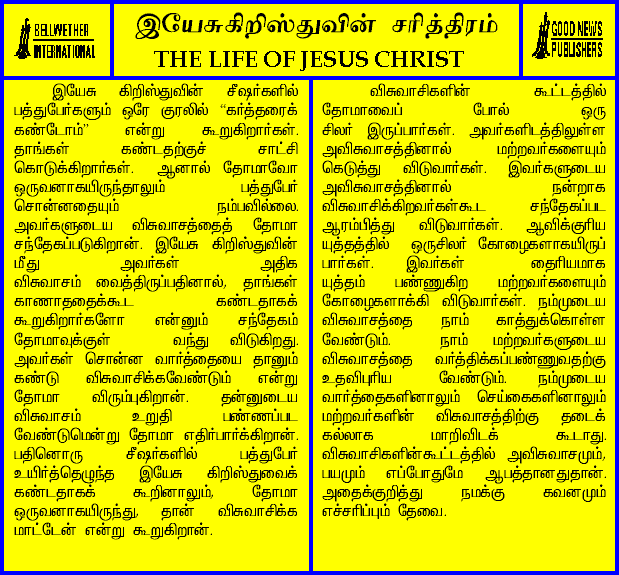 BELLWETHER
INTERNATIONAL
இயேசுகிறிஸ்துவின் சரித்திரம்
THE LIFE OF JESUS CHRIST
GOOD NEWS
PUBLISHERS
இயேசு கிறிஸ்துவின் சீஷர்களில்
பத்துபேர்களும் ஒரே குரலில் “கர்த்தரைக்
கண்டோம்” என்று கூறுகிறார்கள்.
தாங்கள் கண்டதற்குச் சாட்சி
கொடுக்கிறார்கள். ஆனால் தோமாவோ
ஒருவனாகயிருந்தாலும் பத்துபேர்
சொன்னதையும் நம்பவில்லை.
அவர்களுடைய விசுவாசத்தைத் தோமா
சந்தேகப்படுகிறான். இயேசு கிறிஸ்துவின்
மீது அவர்கள் அதிக
விசுவாசம் வைத்திருப்பதினால், தாங்கள்
காணாததைக்கூட கண்டதாகக்
கூறுகிறார்களோ என்னும் சந்தேகம்
தோமாவுக்குள் வந்து விடுகிறது.
அவர்கள் சொன்ன வார்த்தையை தானும்
கண்டு விசுவாசிக்கவேண்டும் என்று
தோமா விரும்புகிறான். தன்னுடைய
விசுவாசம் உறுதி பண்ணப்பட
வேண்டுமென்று தோமா எதிர்பார்க்கிறான்.
பதினொரு சீஷர்களில் பத்துபேர்
உயிர்த்தெழுந்த இயேசு கிறிஸ்துவைக்
கண்டதாகக் கூறினாலும், தோமா
ஒருவனாகயிருந்து, தான் விசுவாசிக்க
மாட்டேன் என்று கூறுகிறான்.
விசுவாசிகளின் கூட்டத்தில்
தோமாவைப் போல் ஒரு
சிலர் இருப்பார்கள். அவர்களிடத்திலுள்ள
அவிசுவாசத்தினால் மற்றவர்களையும்
கெடுத்து விடுவார்கள். இவர்களுடைய
அவிசுவாசத்தினால் நன்றாக
விசுவாசிக்கிறவர்கள்கூட சந்தேகப்பட
ஆரம்பித்து விடுவார்கள். ஆவிக்குரிய
யுத்தத்தில் ஒருசிலர் கோழைகளாகயிருப்
பார்கள். இவர்கள் தைரியமாக
யுத்தம் பண்ணுகிற மற்றவர்களையும்
கோழைகளாக்கி விடுவார்கள். நம்முடைய
விசுவாசத்தை நாம் காத்துக்கொள்ள
வேண்டும். நாம் மற்றவர்களுடைய
விசுவாசத்தை வர்த்திக்கப்பண்ணுவதற்கு
உதவிபுரிய வேண்டும். நம்முடைய
வார்த்தைகளினாலும் செய்கைகளினாலும்
மற்றவர்களின் விசுவாசத்திற்கு தடைக்
கல்லாக மாறிவிடக் கூடாது.
விசுவாசிகளின்கூட்டத்தில் அவிசுவாசமும்,
பயமும் எப்போதுமே ஆபத்தானதுதான்.
அதைக்குறித்து நமக்கு கவனமும்
எச்சரிப்பும் தேவை.